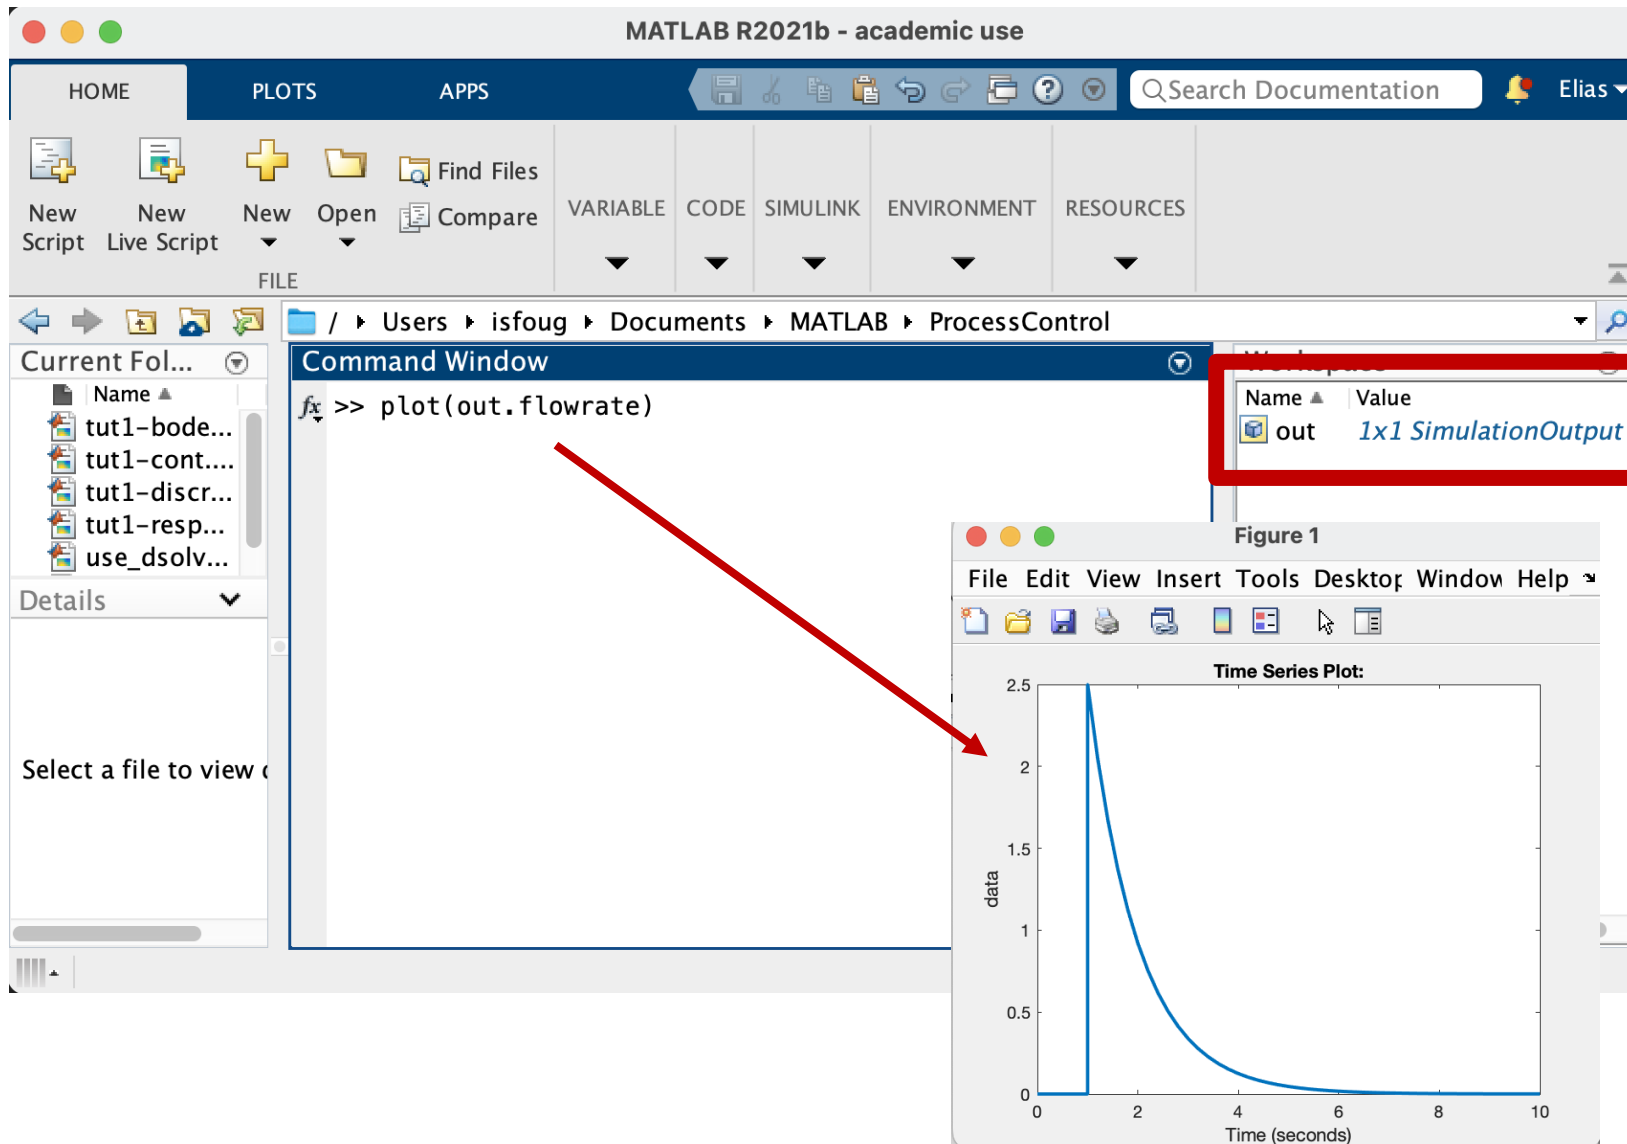 MATLAB R2021b - academic use
HOME PLOTS APPS Search Documentation Elias
New Script
New Live Script
New
Open
Find Files
Compare
FILE
VARIABLE CODE SIMULINK ENVIRONMENT RESOURCES
/ Users isfoug Documents MATLAB ProcessControl
Current Fol...
Name
tut1-bode...
tut1-cont....
tut1-discr...
tut1-resp...
use_dsolv...
Details
Select a file to view
Command Window
fx >> plot(out.flowrate)
Workspace
Name Value
out 1x1 SimulationOutput
Figure 1
File Edit View Insert Tools Desktop Window Help
Time Series Plot:
2.5
2
1.5
1
0.5
0
data
0 2 4 6 8 10
Time (seconds)